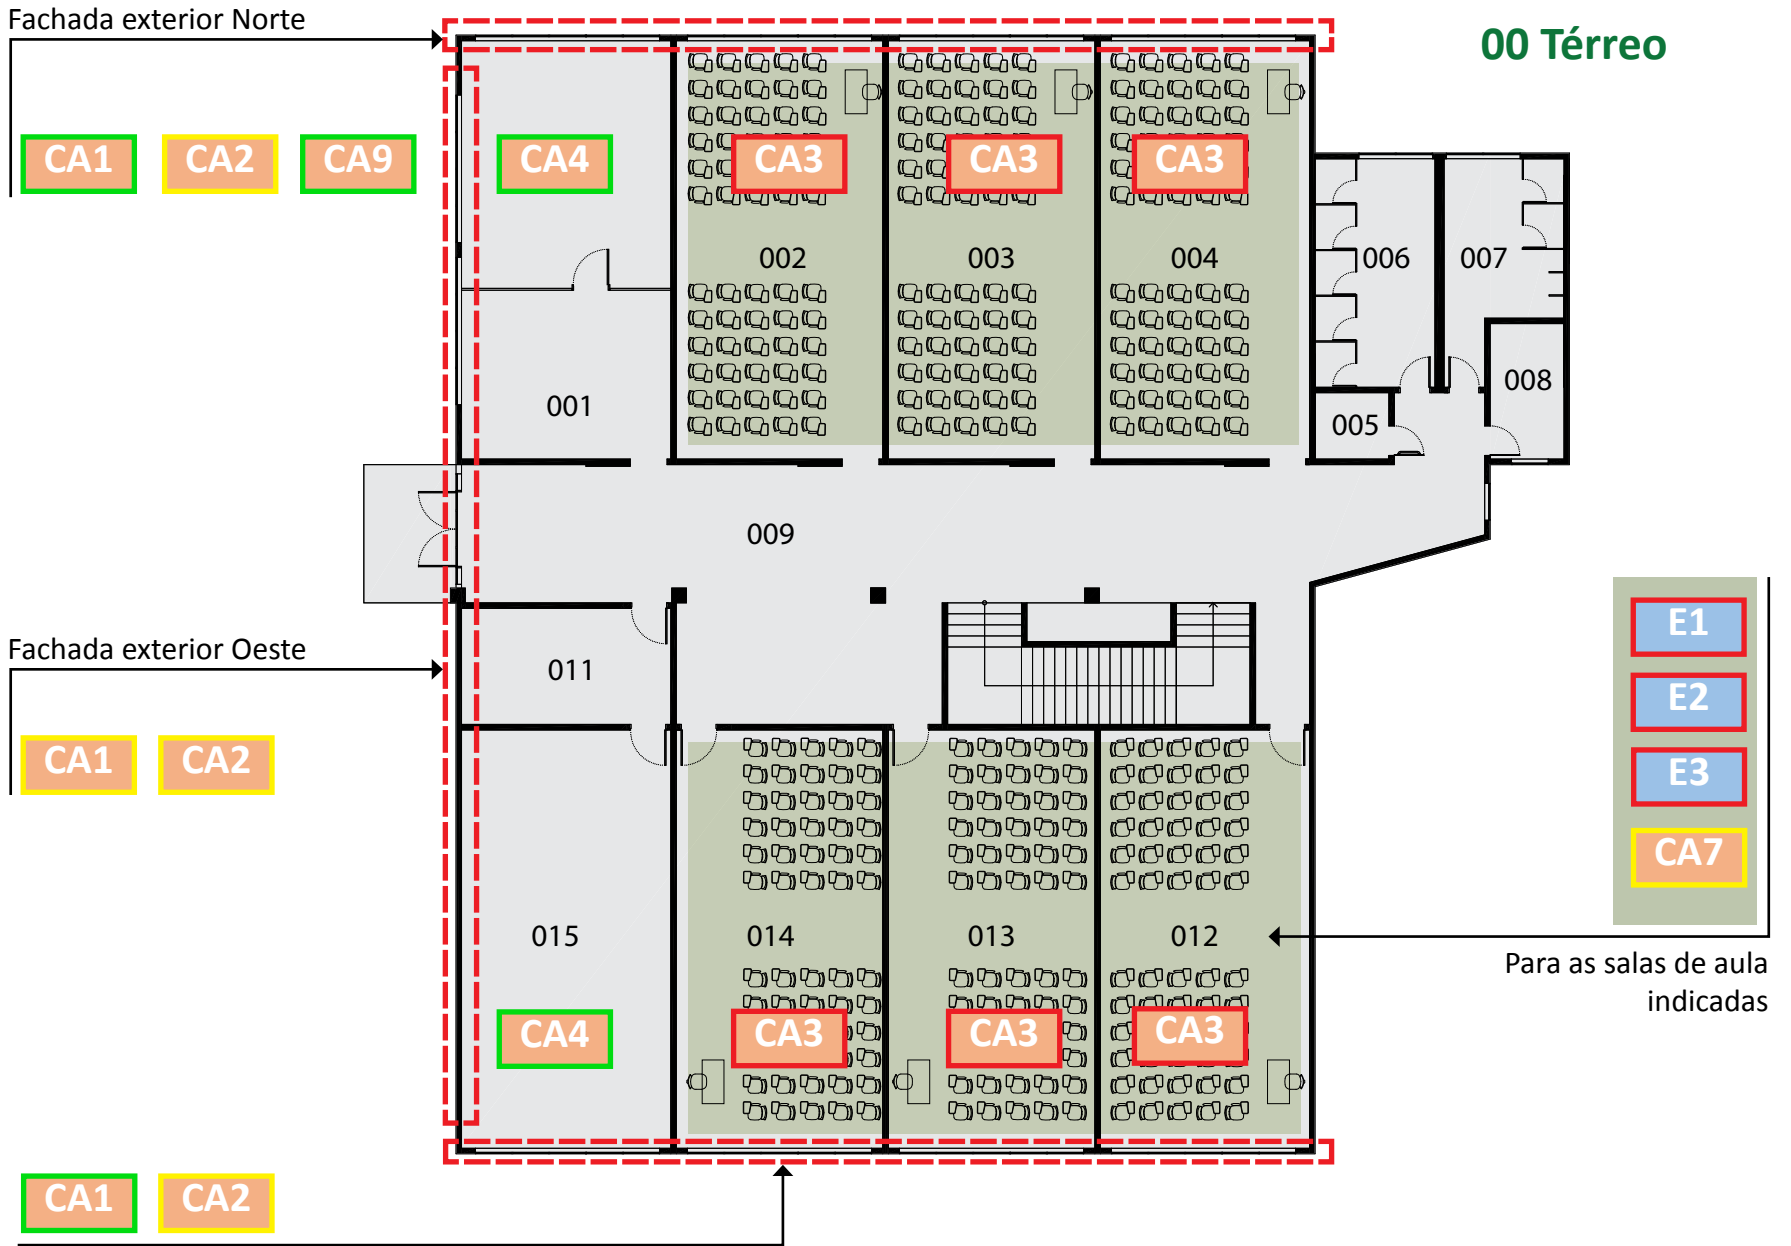 Fachada exterior Norte
00 Térreo
CA1 CA2 CA9 CA4 CA3 CA3 CA3
002 003 004 006 007
008
001 005
009
E1
Fachada exterior Oeste
011
E2
CA1 CA2 E3
CA7
015 014 013 012
Para as salas de aula
indicadas
CA4 CA3 CA3 CA3
CA1 CA2